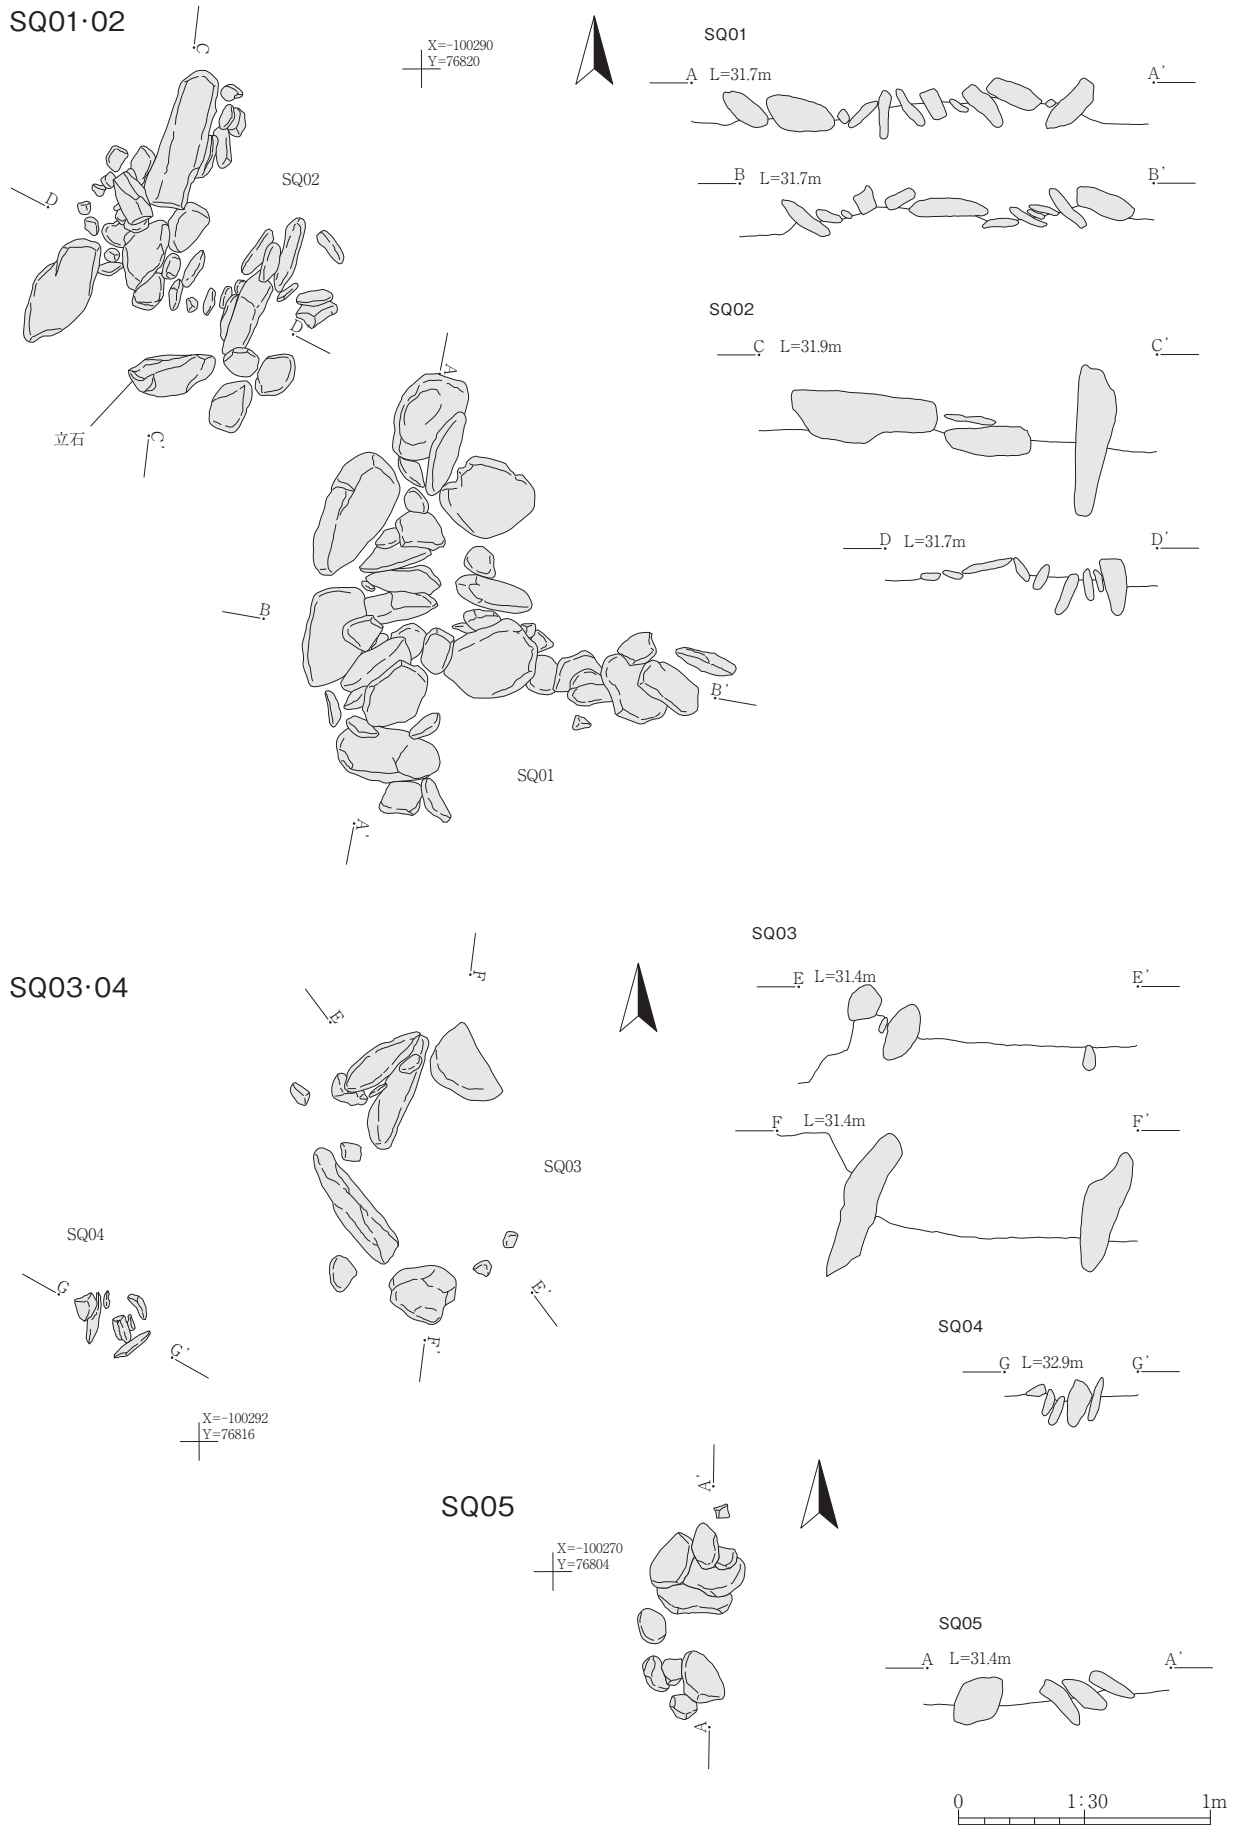 SQ01·02
C
X=-100290
Y=76820
SQ02
D
D'
立石
C'
A
B
B'
SQ01
A'
SQ01
A L=31.7m A'
B L=31.7m B'
SQ02
C L=31.9m C'
D L=31.7m D'
SQ03·04
F
E
SQ03
SQ04
G
G'
E'
F'
X=-100292
Y=76816
SQ03
E L=31.4m E'
F L=31.4m F'
SQ04
G L=32.9m G'
SQ05
A'
X=-100270
Y=76804
A
SQ05
A L=31.4m A'
0 1:30 1m